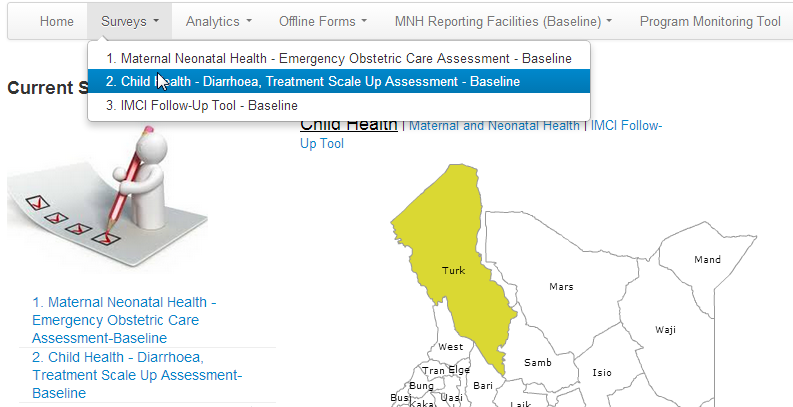 Home Surveys Analytics Offline Forms MNH Reporting Facilities (Baseline) Program Monitoring Tool
1. Maternal Neonatal Health - Emergency Obstetric Care Assessment - Baseline
2. Child Health - Diarrhoea, Treatment Scale Up Assessment - Baseline
3. IMCI Follow-Up Tool - Baseline
Current S
Child Health | Maternal and Neonatal Health | IMCI Follow-
Up Tool
1. Maternal Neonatal Health -
Emergency Obstetric Care
Assessment-Baseline
2. Child Health - Diarrhoea,
Treatment Scale Up Assessment-
Baseline
Turk
Mand
Mars
Waji
West
Samb
Tran Elge
Isio
Bung
Bari
Busi
Uasi
Kaka
Laik